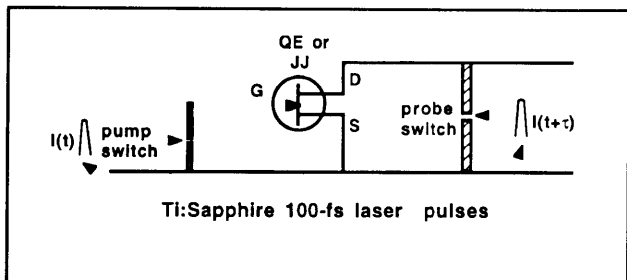 QE or
JJ
G
D
S
I(t)
pump
switch
probe
switch
I(t+τ)
Ti:Sapphire 100-fs laser pulses